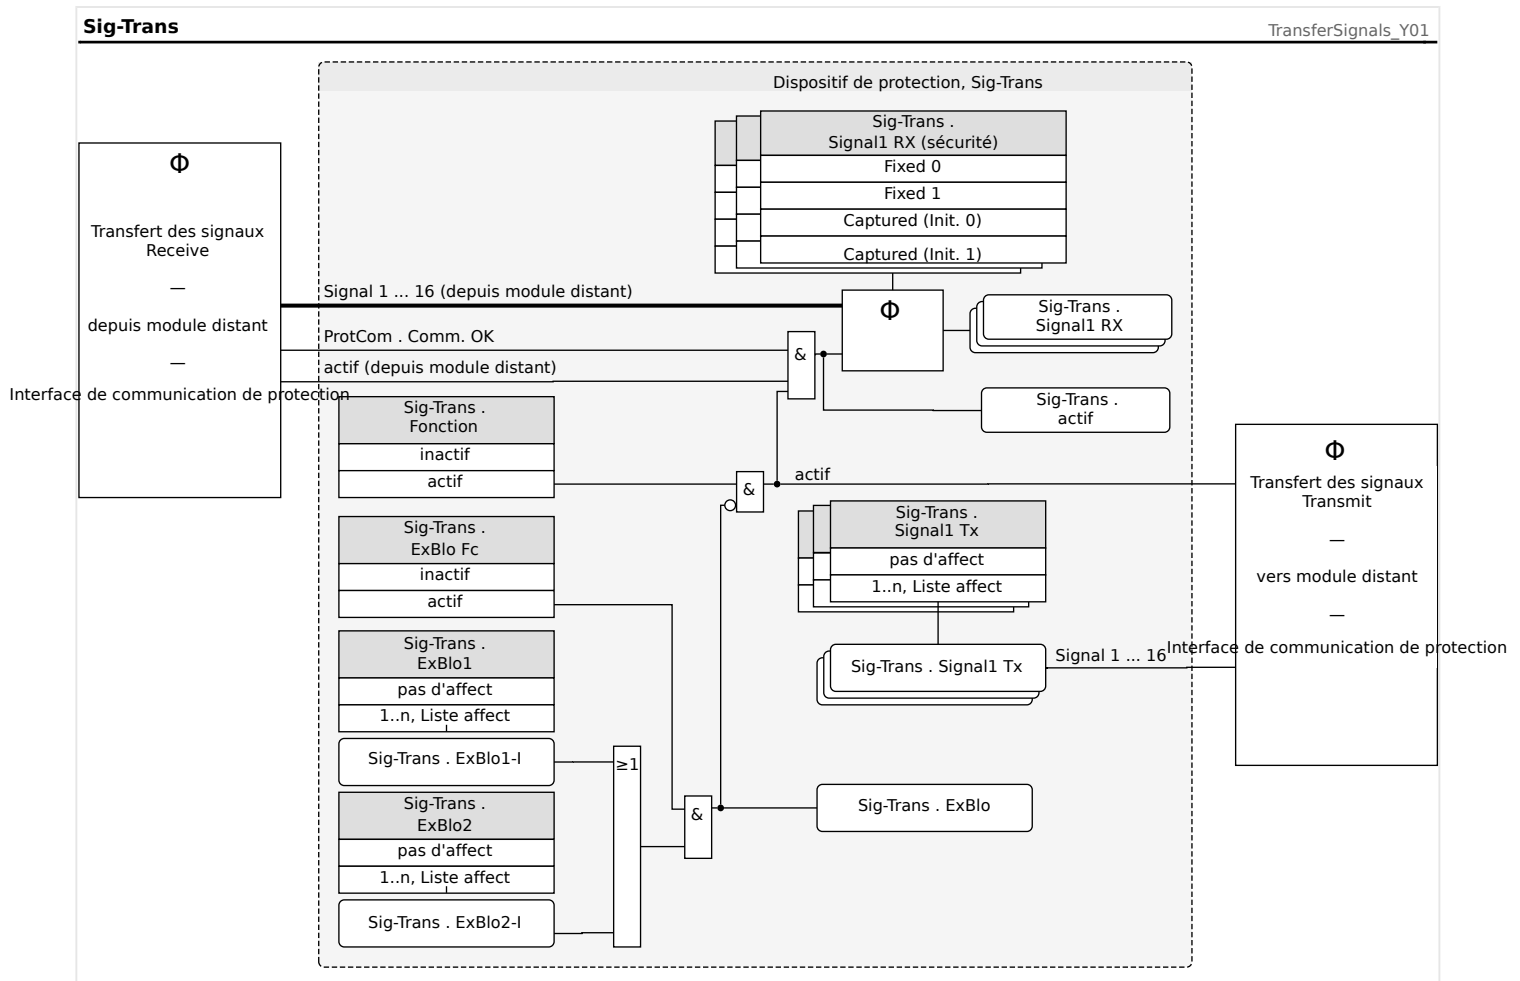 Sig-Trans
TransferSignals_Y01
Dispositif de protection, Sig-Trans
Φ
Transfert des signaux
Receive
—
depuis module distant
—
Interface de communication de protection
Sig-Trans .
Signal1 RX (sécurité)
Fixed 0
Fixed 1
Captured (Init. 0)
Captured (Init. 1)
Signal 1 ... 16 (depuis module distant)
ProtCom . Comm. OK
actif (depuis module distant)
&
Φ
Sig-Trans .
Signal1 RX
Sig-Trans .
actif
Sig-Trans .
Fonction
inactif
actif
&
actif
Sig-Trans .
ExBlo Fc
inactif
actif
Sig-Trans .
Signal1 Tx
pas d'affect
1..n, Liste affect
Sig-Trans . Signal1 Tx
Signal 1 ... 16
Φ
Transfert des signaux
Transmit
—
vers module distant
—
Interface de communication de protection
Sig-Trans .
ExBlo1
pas d'affect
1..n, Liste affect
Sig-Trans . ExBlo1-I
≥1
&
Sig-Trans . ExBlo
Sig-Trans .
ExBlo2
pas d'affect
1..n, Liste affect
Sig-Trans . ExBlo2-I